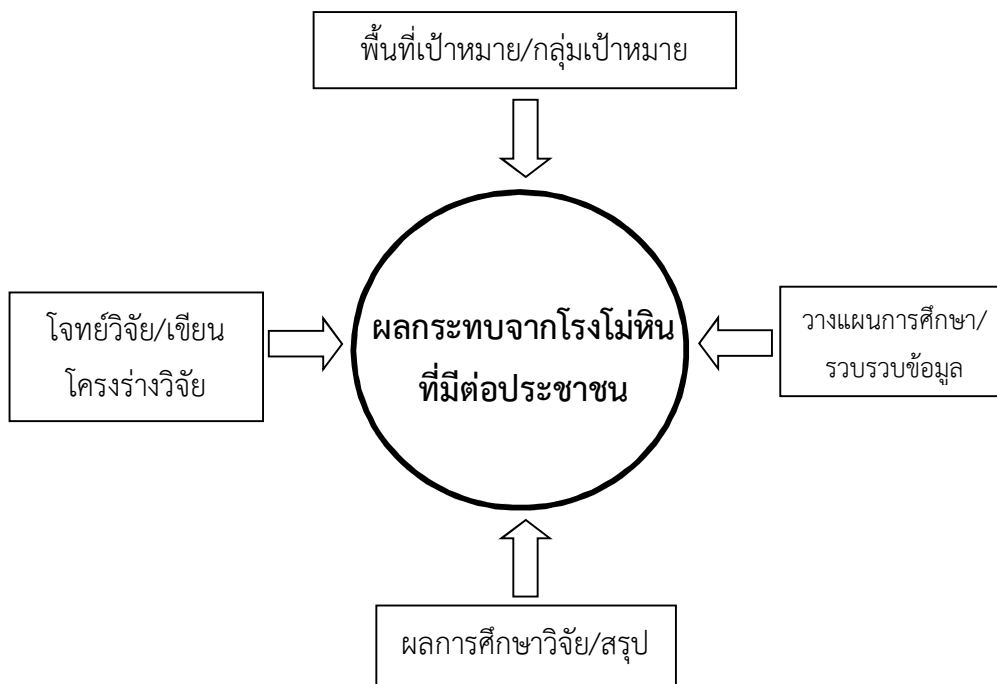 พื้นที่เป้าหมาย/กลุ่มเป้าหมาย
โจทย์วิจัย/เขียน
โครงร่างวิจัย
ผลกระทบจากโรงโม่หิน
ที่มีต่อประชาชน
วางแผนการศึกษา/
รวบรวบข้อมูล
ผลการศึกษาวิจัย/สรุป